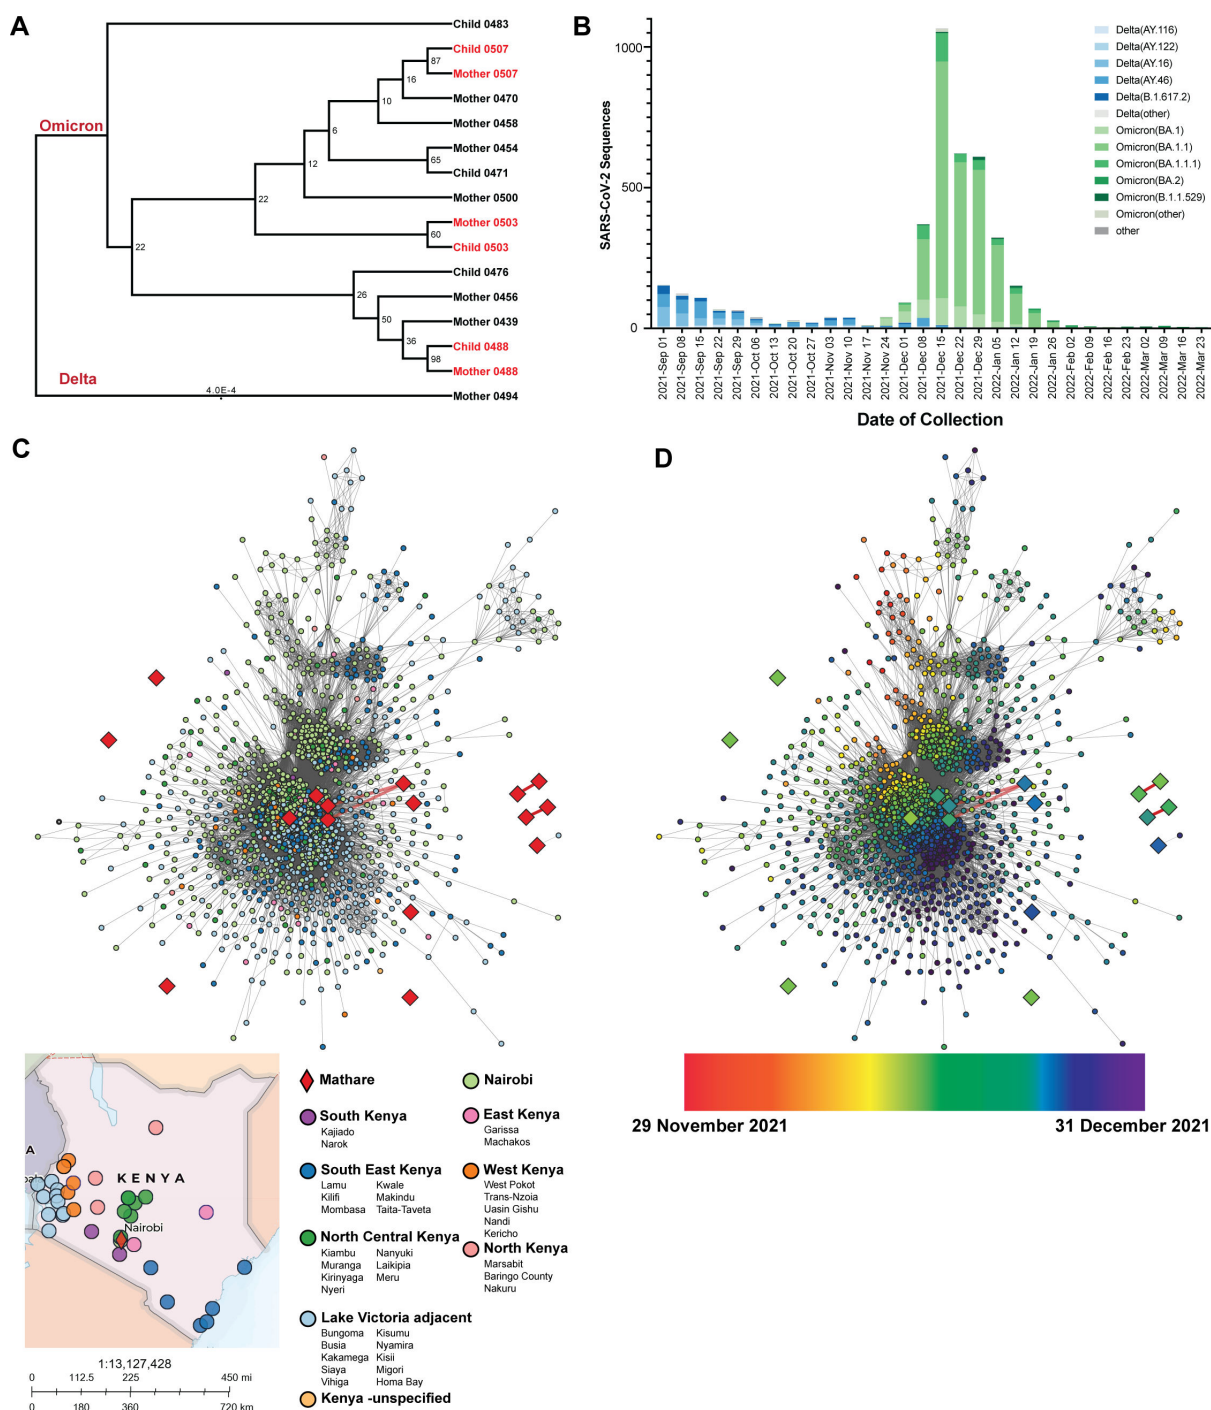 A
Child 0483
Child 0507
87
Mother 0507
16
Mother 0470
10
Mother 0458
Omicron
6
Mother 0454
65
Child 0471
12
Mother 0500
22
Mother 0503
60
Child 0503
22
Child 0476
26
Mother 0456
50
Mother 0439
36
Child 0488
98
Mother 0488
Delta
4.0E-4
Mother 0494
B
SARS-CoV-2 Sequences
1000
500
0
Delta(AY.116)
Delta(AY.122)
Delta(AY.16)
Delta(AY.46)
Delta(B.1.617.2)
Delta(other)
Omicron(BA.1)
Omicron(BA.1.1)
Omicron(BA.1.1.1)
Omicron(BA.2)
Omicron(B.1.1.529)
Omicron(other)
other
2021-Sep 01
2021-Sep 08
2021-Sep 15
2021-Sep 22
2021-Sep 29
2021-Oct 06
2021-Oct 13
2021-Oct 20
2021-Oct 27
2021-Nov 03
2021-Nov 10
2021-Nov 17
2021-Nov 24
2021-Dec 01
2021-Dec 08
2021-Dec 15
2021-Dec 22
2021-Dec 29
2022-Jan 05
2022-Jan 12
2022-Jan 19
2022-Jan 26
2022-Feb 02
2022-Feb 09
2022-Feb 16
2022-Feb 23
2022-Mar 02
2022-Mar 09
2022-Mar 16
2022-Mar 23
Date of Collection
C
D
29 November 2021
31 December 2021
A
KENYA
Nairobi
1:13,127,428
0 112.5 225 450 mi
0 180 360 720 km
Mathare
South Kenya
Kajiado
Narok
South East Kenya
Lamu Kwale
Kilifi Makindu
Mombasa Taita-Taveta
North Central Kenya
Kiambu Nanyuki
Muranga Laikipia
Kirinyaga Meru
Nyeri
Lake Victoria adjacent
Bungoma Kisumu
Busia Nyamira
Kakamega Kisii
Siaya Migori
Vihiga Homa Bay
Kenya -unspecified
Nairobi
East Kenya
Garissa
Machakos
West Kenya
West Pokot
Trans-Nzoia
Uasin Gishu
Nandi
Kericho
North Kenya
Marsabit
Baringo County
Nakuru